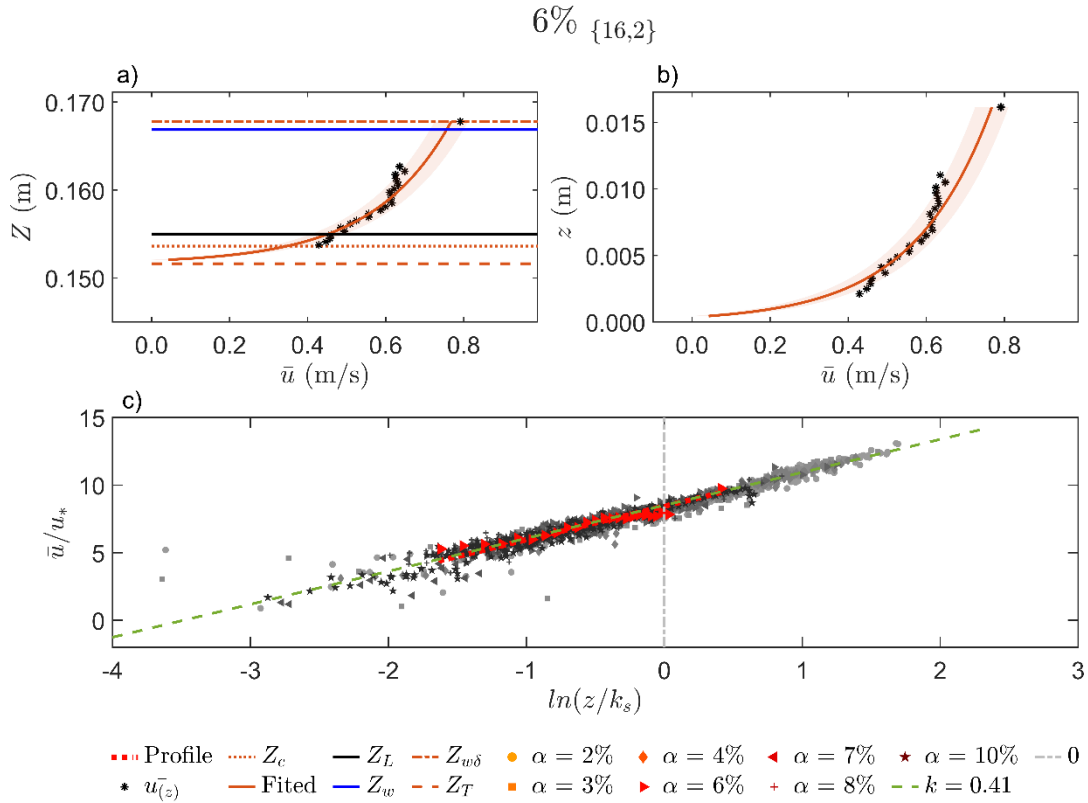 6% {16,2}
a)
b)
0.170
0.160
0.150
Z (m)
0.0 0.2 0.4 0.6 0.8
ū (m/s)
0.015
0.010
0.005
0.000
z (m)
0.0 0.2 0.4 0.6 0.8
ū (m/s)
c)
15
10
5
0
ū/u*
-4 -3 -2 -1 0 1 2 3
ln(z/ks)
Profile Zc ZL Zwδ α = 2% α = 4% α = 7% α = 10% 0
ū(z) Fited Zw ZT α = 3% α = 6% α = 8% k = 0.41